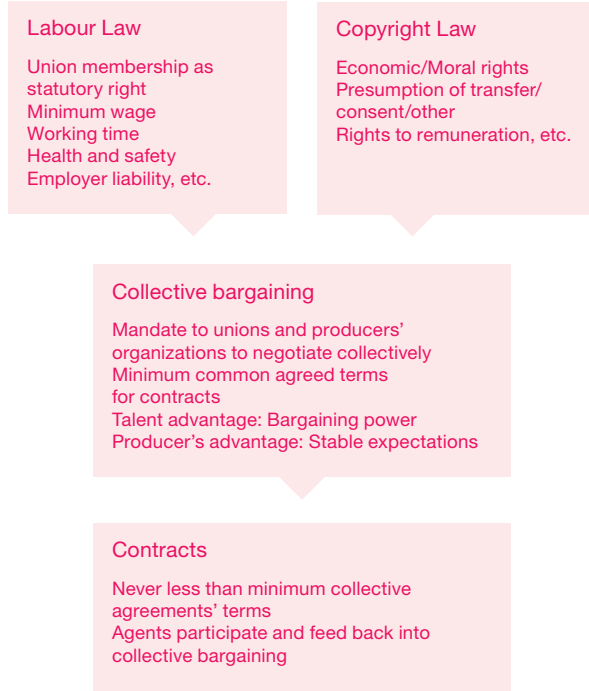 Labour Law
Union membership as
statutory right
Minimum wage
Working time
Health and safety
Employer liability, etc.
Copyright Law
Economic/Moral rights
Presumption of transfer/
consent/other
Rights to remuneration, etc.
Collective bargaining
Mandate to unions and producers’
organizations to negotiate collectively
Minimum common agreed terms
for contracts
Talent advantage: Bargaining power
Producer’s advantage: Stable expectations
Contracts
Never less than minimum collective
agreements’ terms
Agents participate and feed back into
collective bargaining